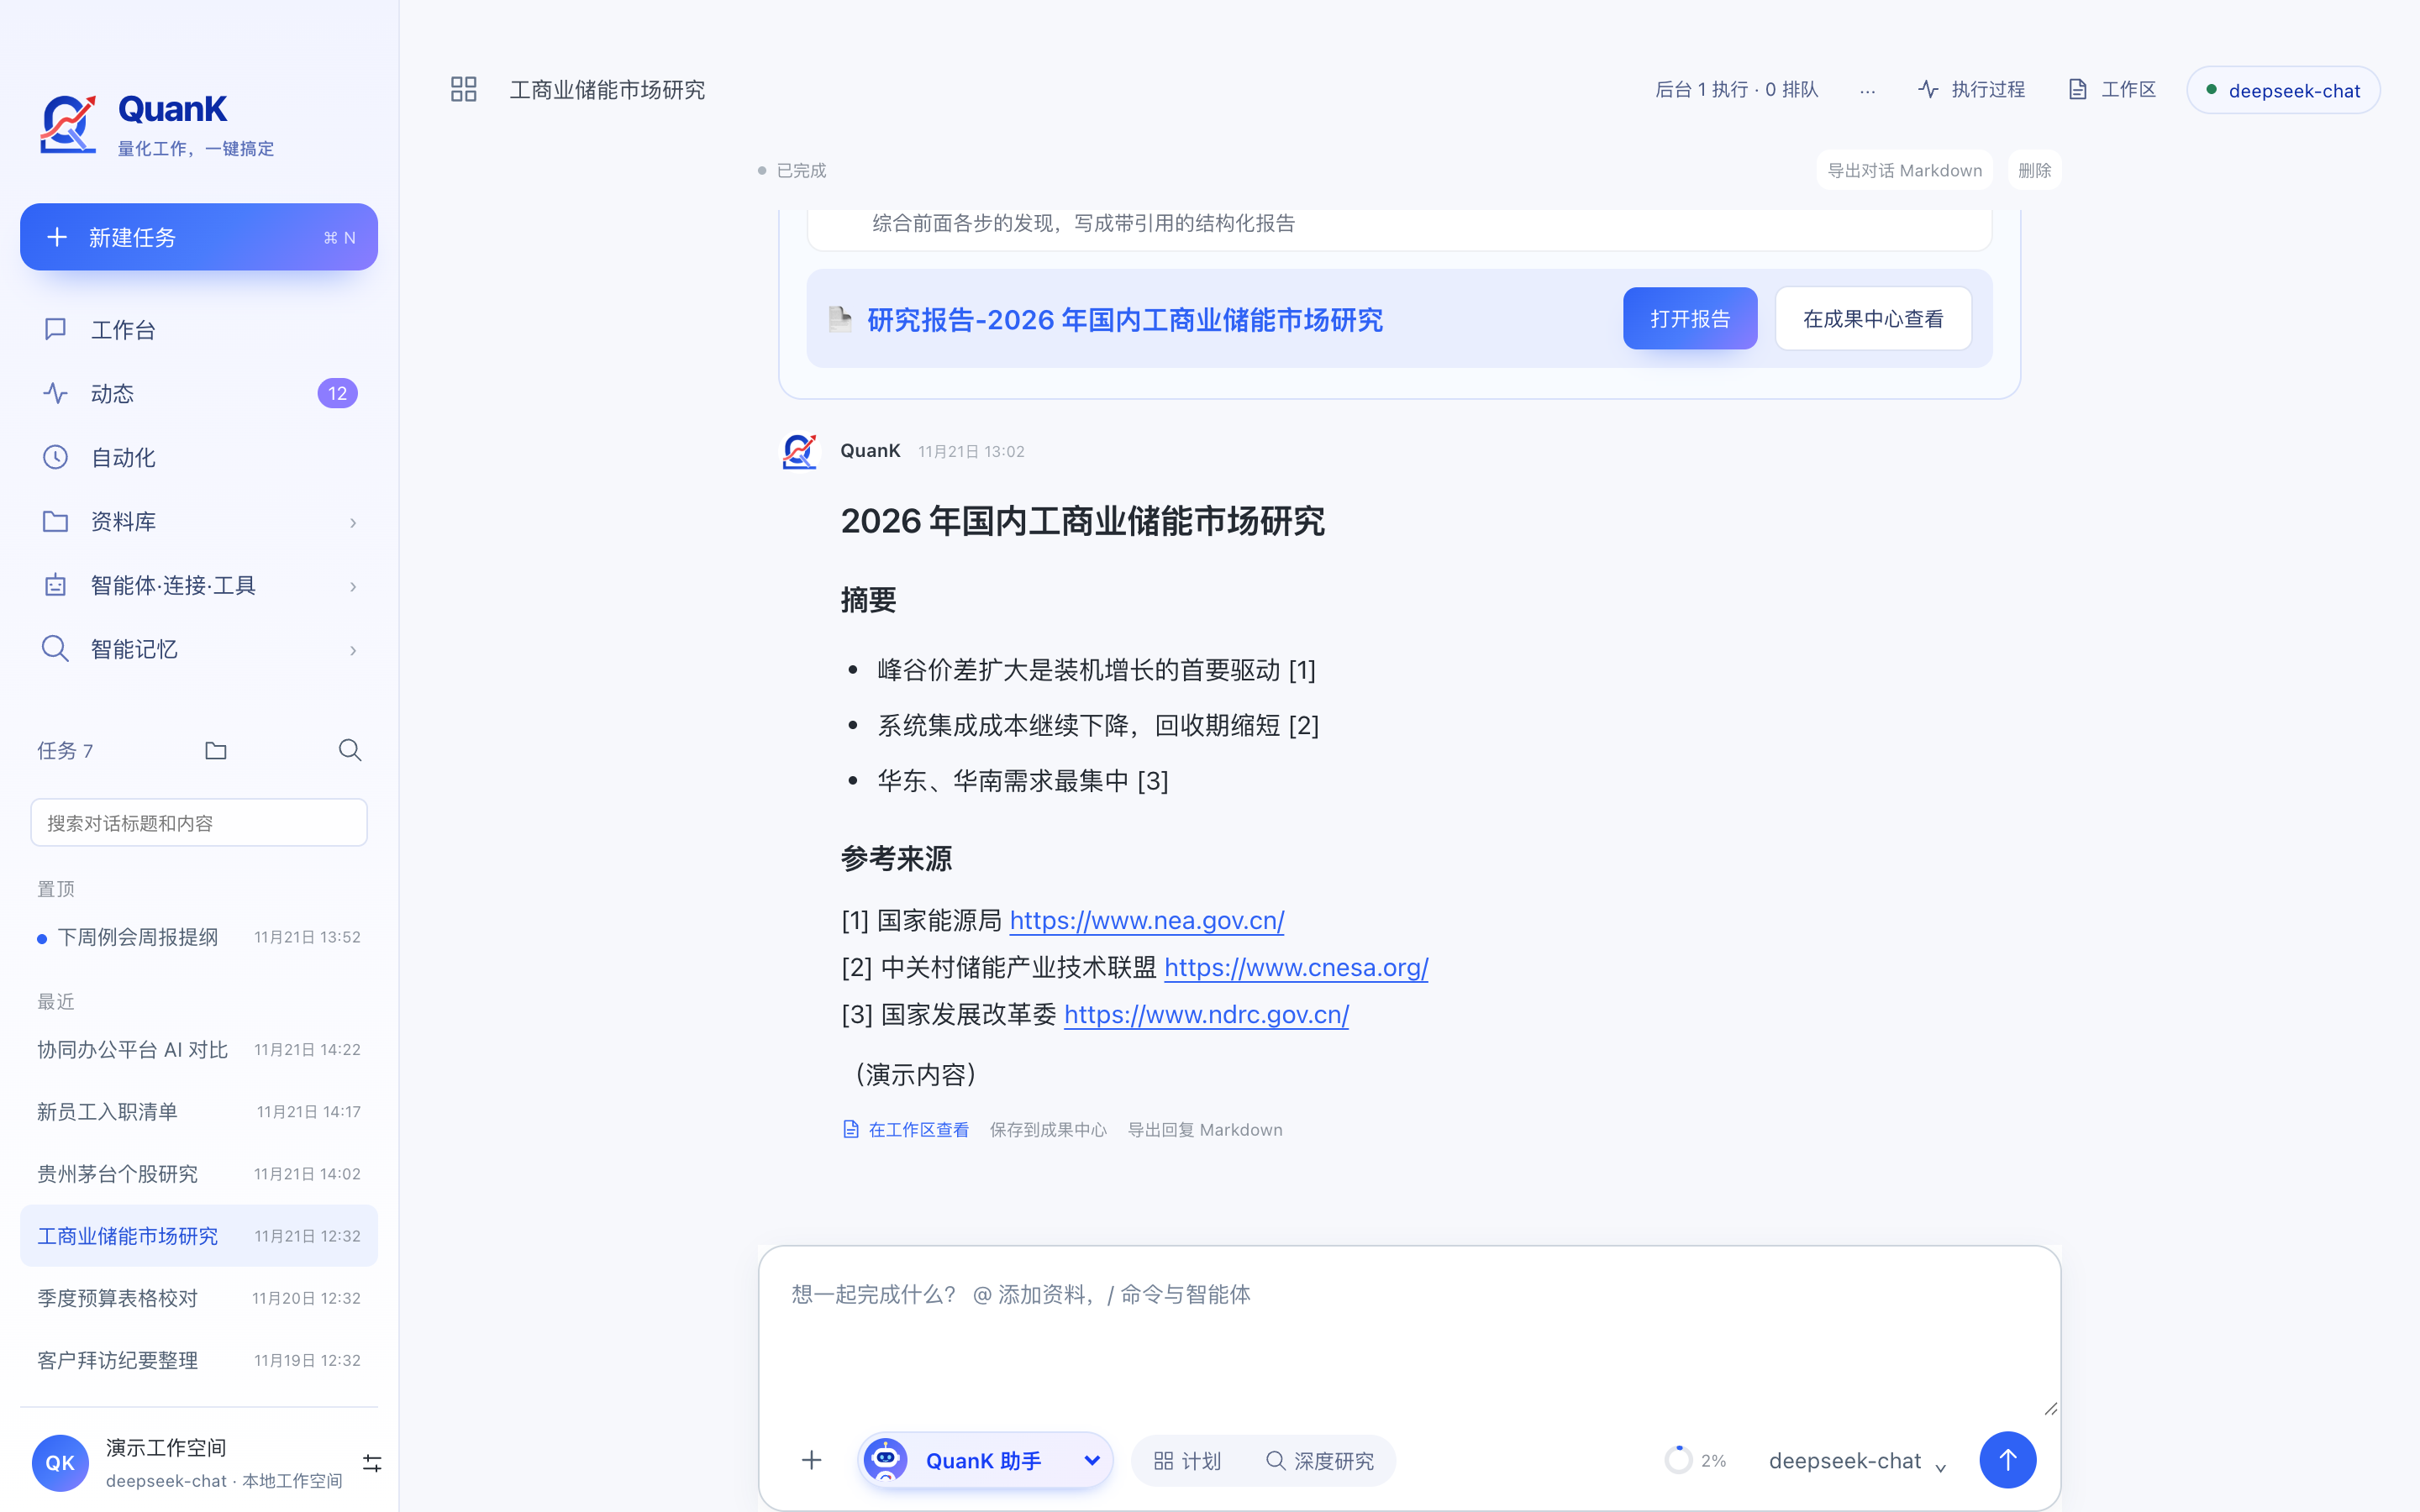 QuanK
量化工作，一键搞定
新建任务 ⌘ N
工作台
动态 12
自动化
资料库
智能体·连接·工具
智能记忆
任务 7
搜索对话标题和内容
置顶
下周例会周报提纲 11月21日 13:52
最近
协同办公平台 AI 对比 11月21日 14:22
新员工入职清单 11月21日 14:17
贵州茅台个股研究 11月21日 14:02
工商业储能市场研究 11月21日 12:32
季度预算表格校对 11月20日 12:32
客户拜访纪要整理 11月19日 12:32
QK
演示工作空间
deepseek-chat · 本地工作空间
工商业储能市场研究 后台 1 执行 · 0 排队 ··· 执行过程 工作区 deepseek-chat
已完成 导出对话 Markdown 删除
综合前面各步的发现，写成带引用的结构化报告
研究报告-2026 年国内工商业储能市场研究 打开报告 在成果中心查看
QuanK 11月21日 13:02
2026 年国内工商业储能市场研究
摘要
• 峰谷价差扩大是装机增长的首要驱动 [1]
• 系统集成成本继续下降，回收期缩短 [2]
• 华东、华南需求最集中 [3]
参考来源
[1] 国家能源局 https://www.nea.gov.cn/
[2] 中关村储能产业技术联盟 https://www.cnesa.org/
[3] 国家发展改革委 https://www.ndrc.gov.cn/
（演示内容）
在工作区查看 保存到成果中心 导出回复 Markdown
想一起完成什么？ @ 添加资料，/ 命令与智能体
QuanK 助手 计划 深度研究 2% deepseek-chat